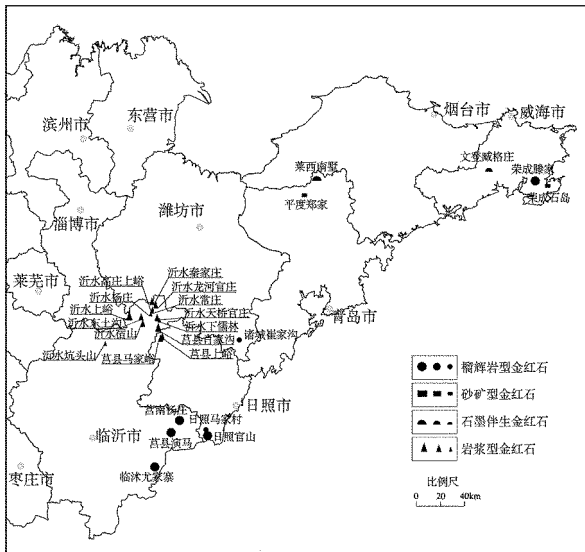 烟台市
威海市
东营市
滨州市
文登臧格庄
荣成滕家
荣成石岛
莱西南墅
平度郑家
潍坊市
淄博市
莱芜市
青岛市
沂水高庄上峪
沂水秦家庄
沂水龙河官庄
沂水杨庄
沂水常庄
沂水上峪
沂水天桥官庄
沂水东土沟
沂水下儒林
沂水宿山
莒县肖家沟
诸城崔家沟
沂水坑头山
莒县马家峪
莒县上峪
日照市
莒南杨庄
日照马家村
临沂市
莒县演马
日照官山
临沭尤家寨
枣庄市
榴辉岩型金红石
砂矿型金红石
石墨伴生金红石
岩浆型金红石
比例尺
0 20 40km